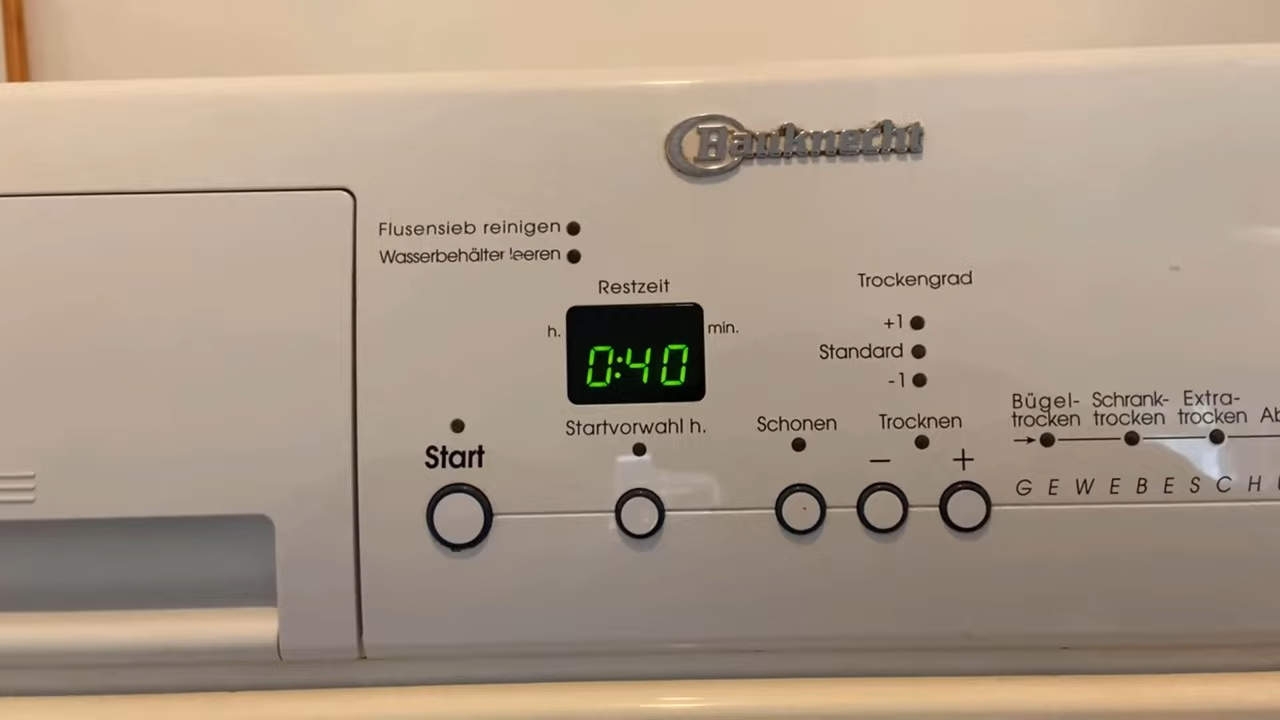 Bauknecht
Flusensieb reinigen
Wasserbehälter leeren
Restzeit
h.
0:40
min.
Startvorwahl h.
Start
Trockengrad
+1
Standard
-1
Schonen
Trocknen
- +
Bügel-
trocken
Schrank-
trocken
Extra-
trocken
G E W E B E S C H